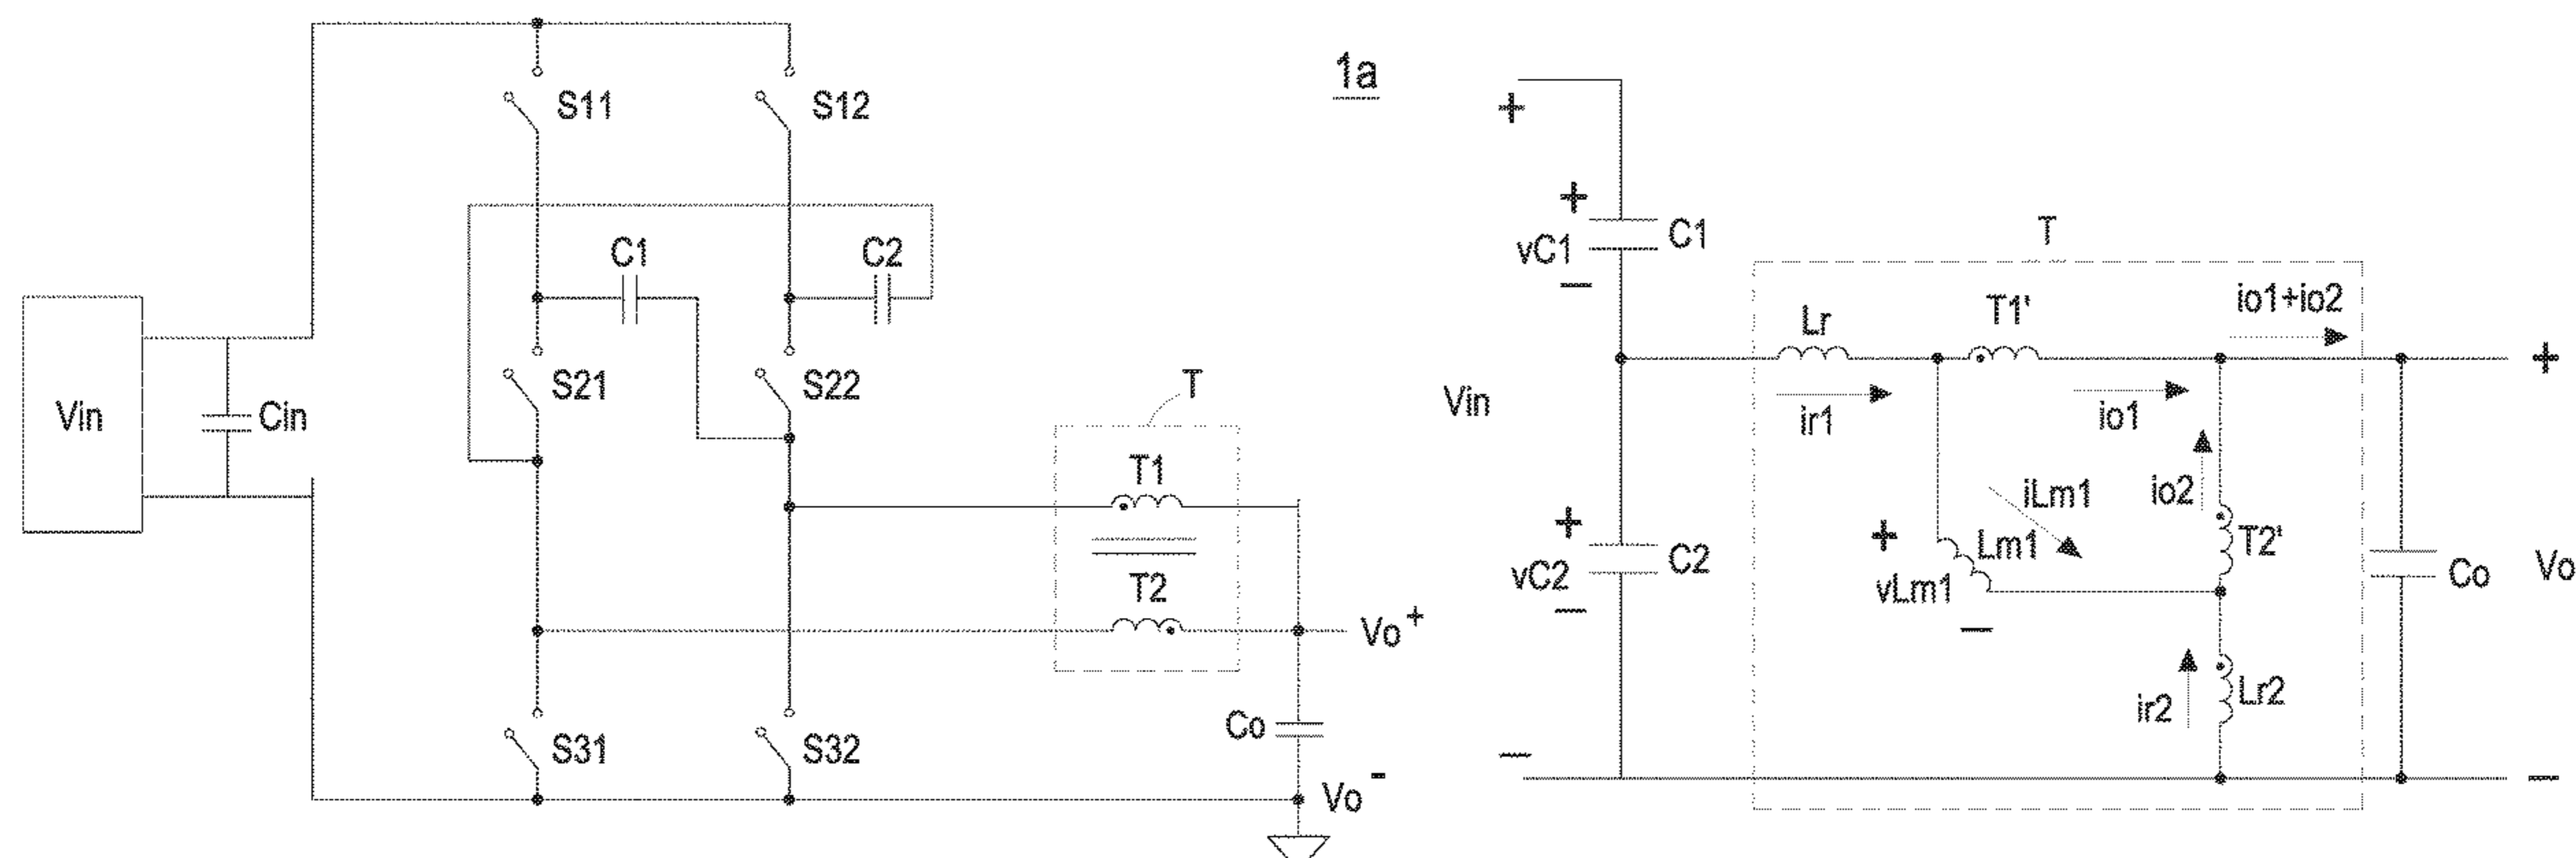 1a
S11
S12
C1
C2
Vin
Cin
S21
S22
T
T1
T2
Vo+
Co
S31
S32
Vo-
+
+
vC1
C1
−
T
Lr
T1'
io1+io2
+
Vin
ir1
io1
iLm1
io2
+
Lm1
T2'
+
vC2
C2
−
vLm1
−
Co
Vo
ir2
Lr2
−
−